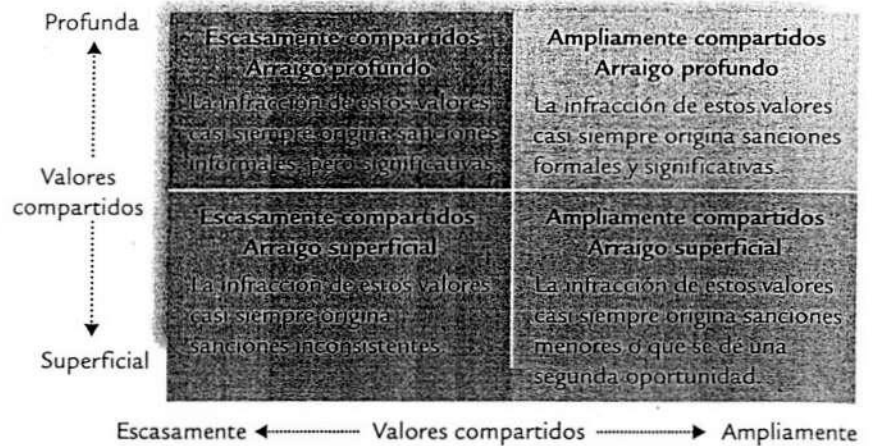 Profunda
Valores
compartidos
Superficial
Escasamente compartidos
Arraigo profundo
La infracción de estos valores
casi siempre origina sanciones
informales, pero significativas.
Ampliamente compartidos
Arraigo profundo
La infracción de estos valores
casi siempre origina sanciones
formales y significativas.
Escasamente compartidos
Arraigo superficial
La infracción de estos valores
casi siempre origina
sanciones inconsistentes.
Ampliamente compartidos
Arraigo superficial
La infracción de estos valores
casi siempre origina sanciones
menores o que se dé una
segunda oportunidad.
Escasamente Valores compartidos Ampliamente